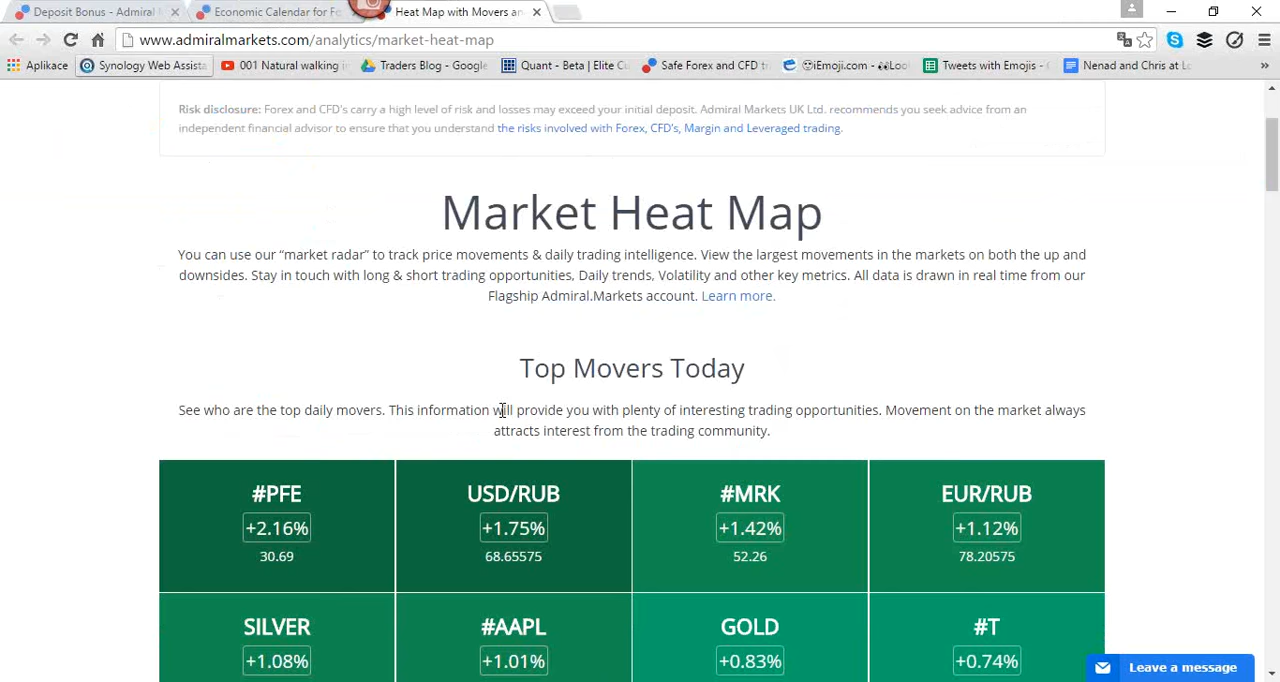 Deposit Bonus - Admiral
Economic Calendar for Fo
Heat Map with Movers an
www.admiralmarkets.com/analytics/market-heat-map
Aplikace
Synology Web Assista
001 Natural walking i
Traders Blog - Google
Quant - Beta | Elite Cu
Safe Forex and CFD t
iEmoji.com -
Loo
Tweets with Emojis -
Nenad and Chris at L
Risk disclosure: Forex and CFD's carry a high level of risk and losses may exceed your initial deposit. Admiral Markets UK Ltd. recommends you seek advice from an
independent financial advisor to ensure that you understand the risks involved with Forex, CFD's, Margin and Leveraged trading.
Market Heat Map
You can use our “market radar” to track price movements & daily trading intelligence. View the largest movements in the markets on both the up and
downsides. Stay in touch with long & short trading opportunities, Daily trends, Volatility and other key metrics. All data is drawn in real time from our
Flagship Admiral.Markets account. Learn more.
Top Movers Today
See who are the top daily movers. This information will provide you with plenty of interesting trading opportunities. Movement on the market always
attracts interest from the trading community.
#PFE
+2.16%
30.69
USD/RUB
+1.75%
68.65575
#MRK
+1.42%
52.26
EUR/RUB
+1.12%
78.20575
SILVER
+1.08%
#AAPL
+1.01%
GOLD
+0.83%
#T
+0.74%
Leave a message